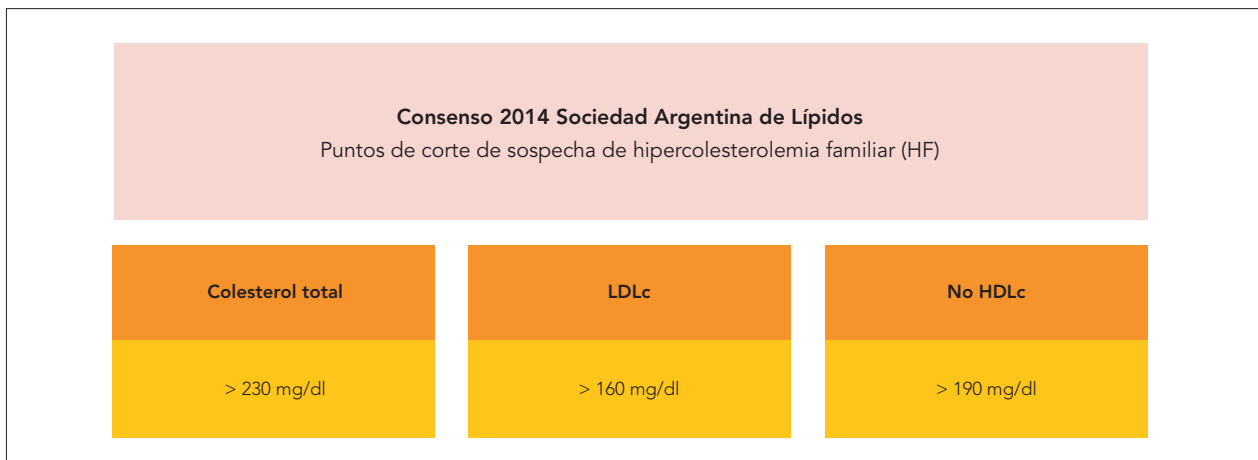 Consenso 2014 Sociedad Argentina de Lípidos
Puntos de corte de sospecha de hipercolesterolemia familiar (HF)
Colesterol total
LDLc
No HDLc
> 230 mg/dl
> 160 mg/dl
> 190 mg/dl